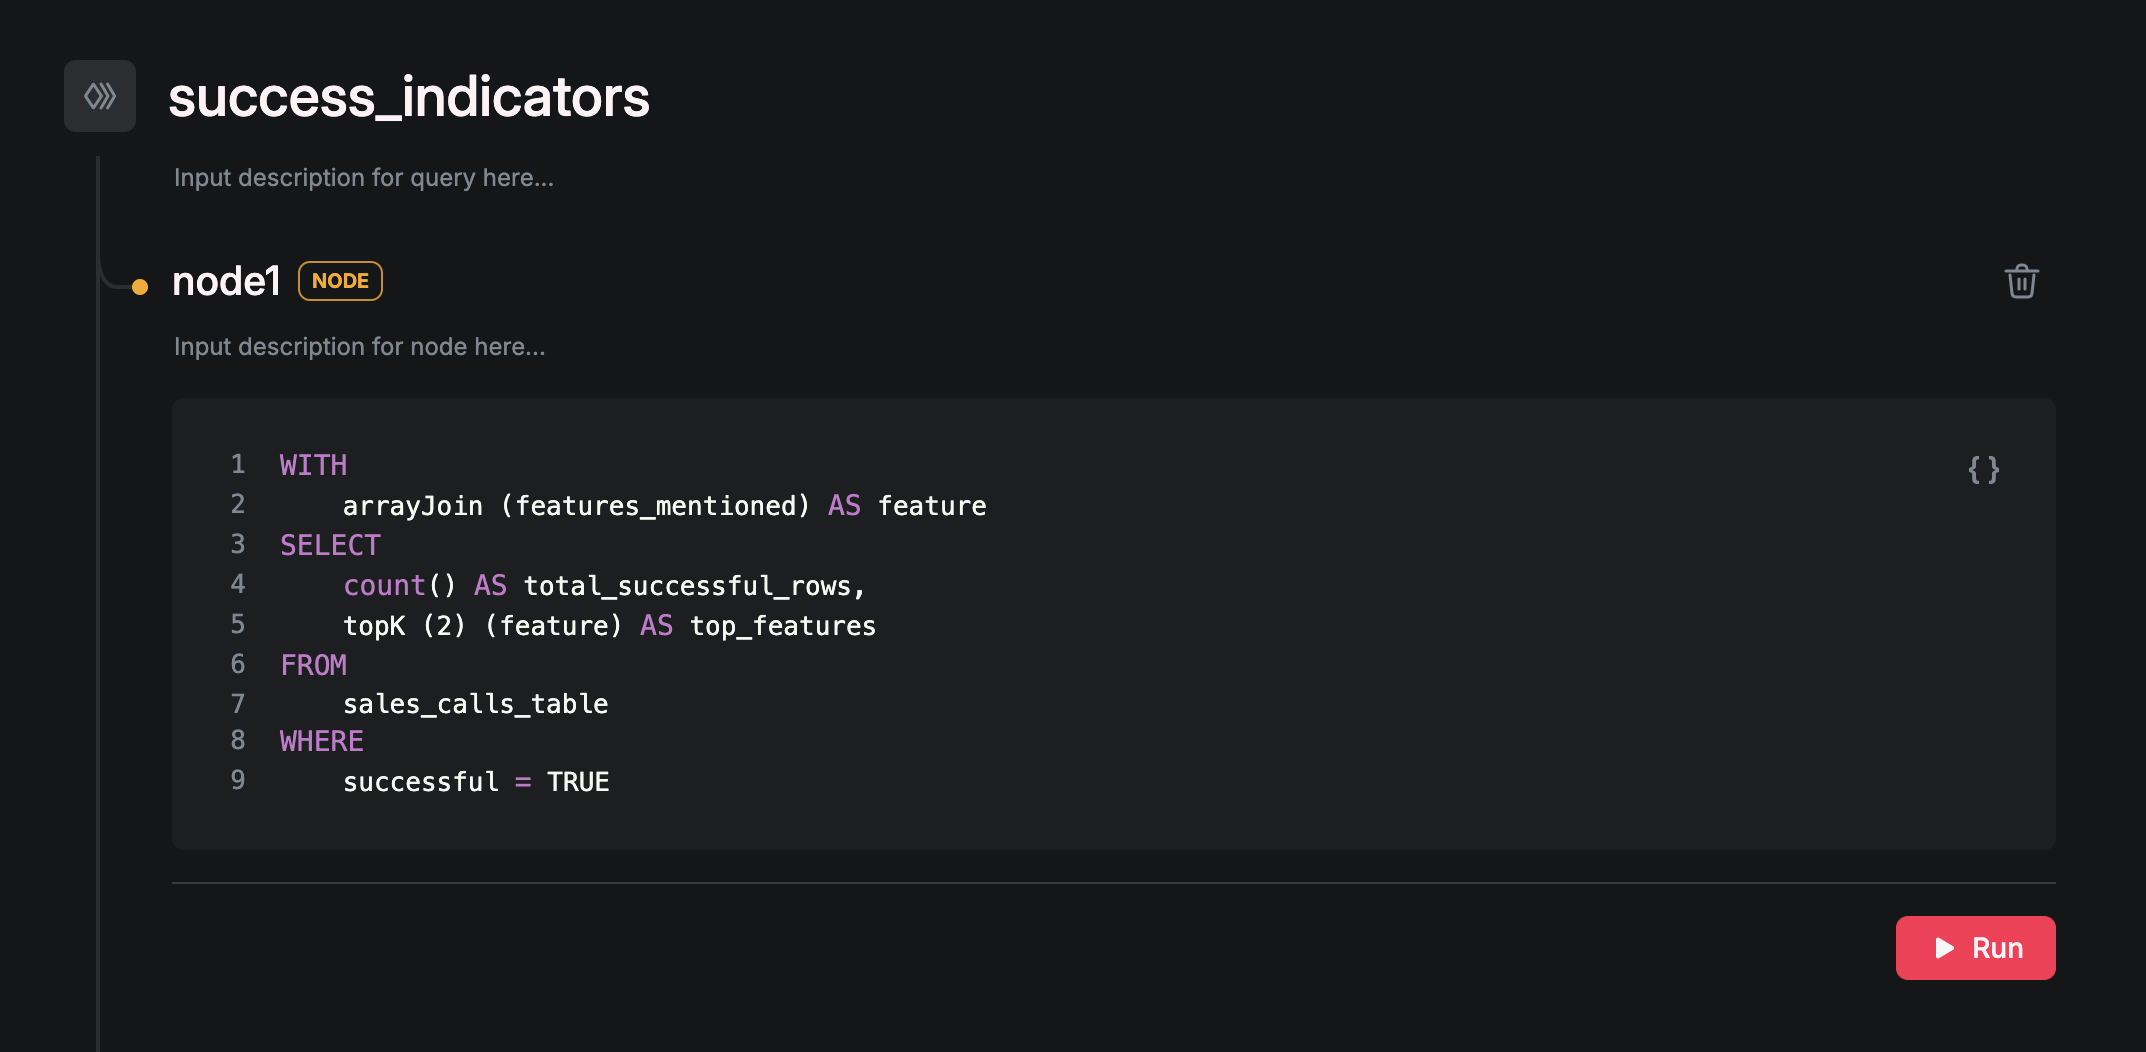 success_indicators
Input description for query here...
node1 NODE
Input description for node here...
1 WITH
2     arrayJoin (features_mentioned) AS feature
3 SELECT
4     count() AS total_successful_rows,
5     topK (2) (feature) AS top_features
6 FROM
7     sales_calls_table
8 WHERE
9     successful = TRUE
{}
Run